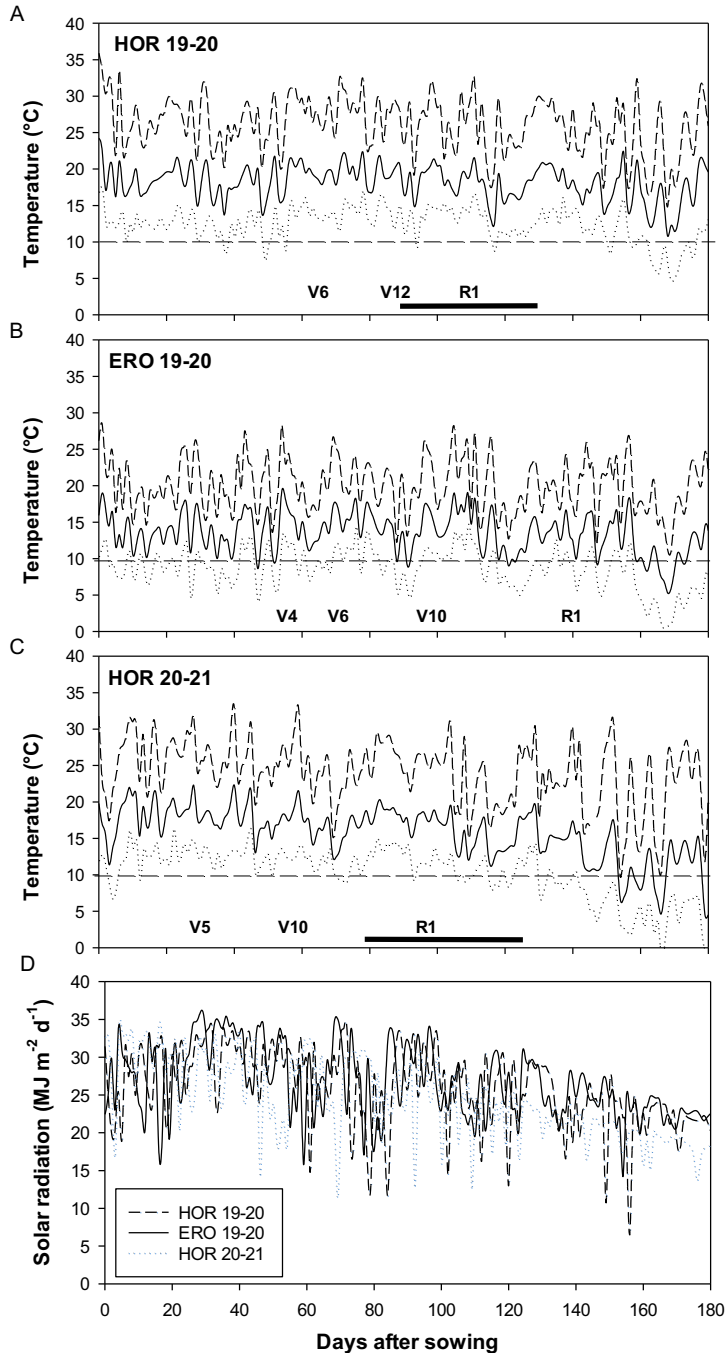 A
HOR 19-20
Temperature (°C)
40
35
30
25
20
15
10
5
0
V6 V12 R1
B
ERO 19-20
Temperature (°C)
40
35
30
25
20
15
10
5
0
V4 V6 V10 R1
C
HOR 20-21
Temperature (°C)
40
35
30
25
20
15
10
5
0
V5 V10 R1
D
Solar radiation (MJ m⁻² d⁻¹)
40
35
30
25
20
15
10
5
0
HOR 19-20
ERO 19-20
HOR 20-21
0 20 40 60 80 100 120 140 160 180
Days after sowing